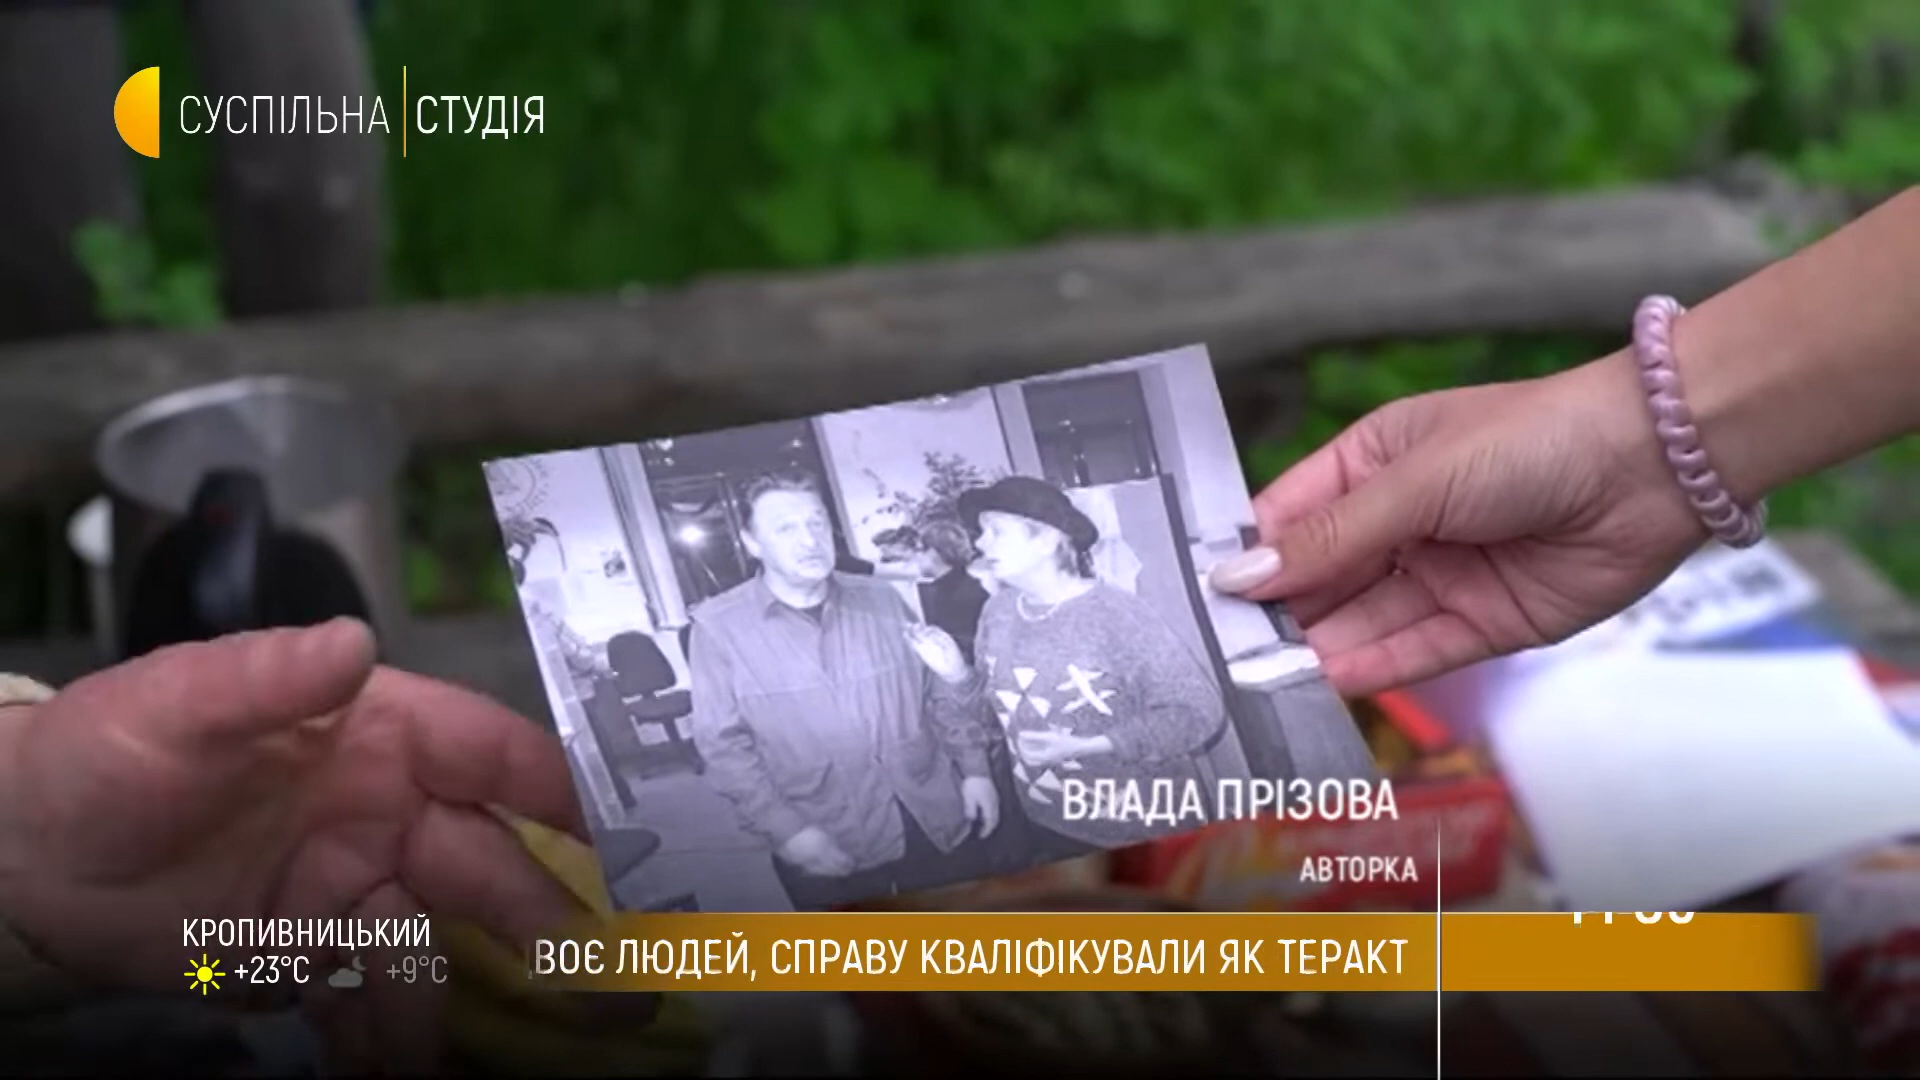 СУСПІЛЬНА СТУДІЯ
ВЛАДА ПРІЗОВА
АВТОРКА
КРОПИВНИЦЬКИЙ
+23°C +9°C
ВОЄ ЛЮДЕЙ, СПРАВУ КВАЛІФІКУВАЛИ ЯК ТЕРАКТ